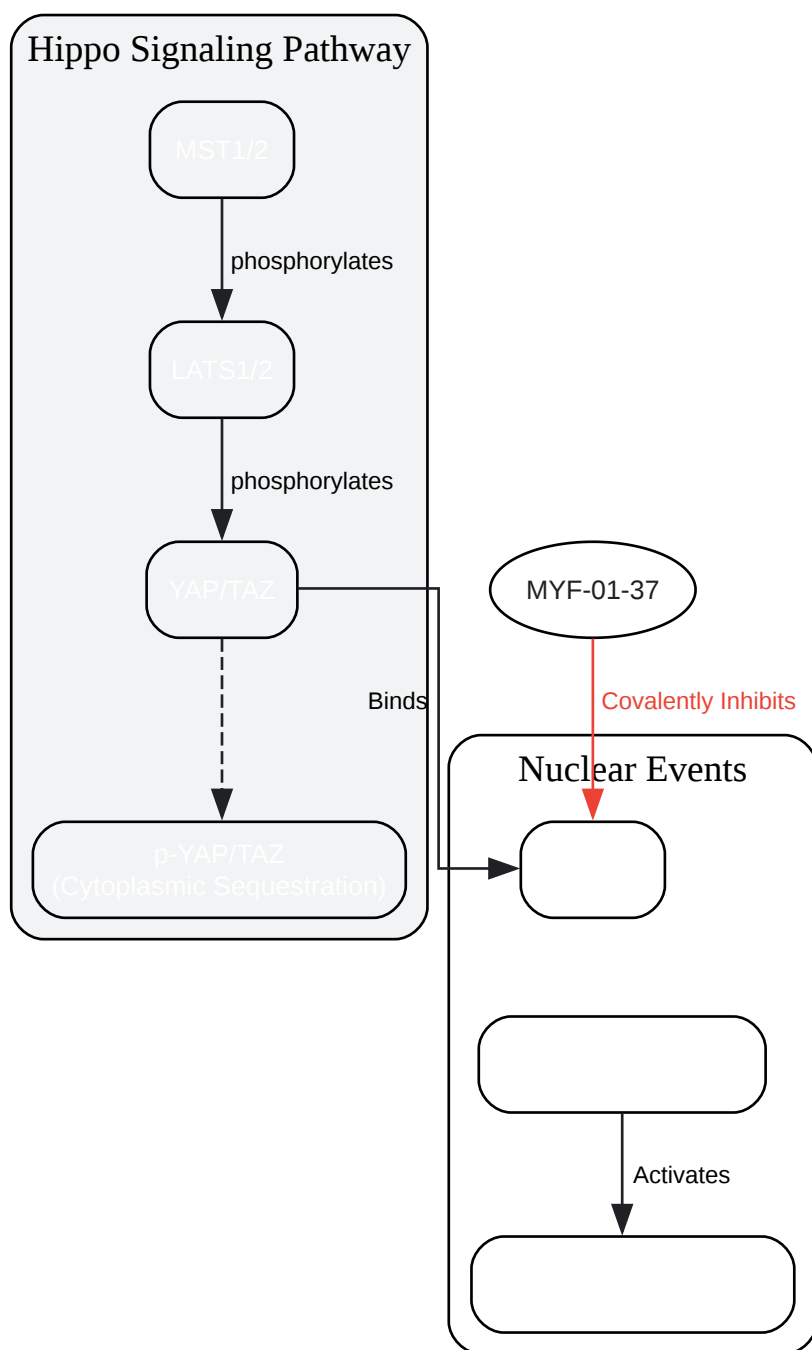 Hippo Signaling Pathway
MST1/2
phosphorylates
LATS1/2
phosphorylates
YAP/TAZ
MYF-01-37
Binds
Covalently Inhibits
Nuclear Events
p-YAP/TAZ
(Cytoplasmic Sequestration)
Activates